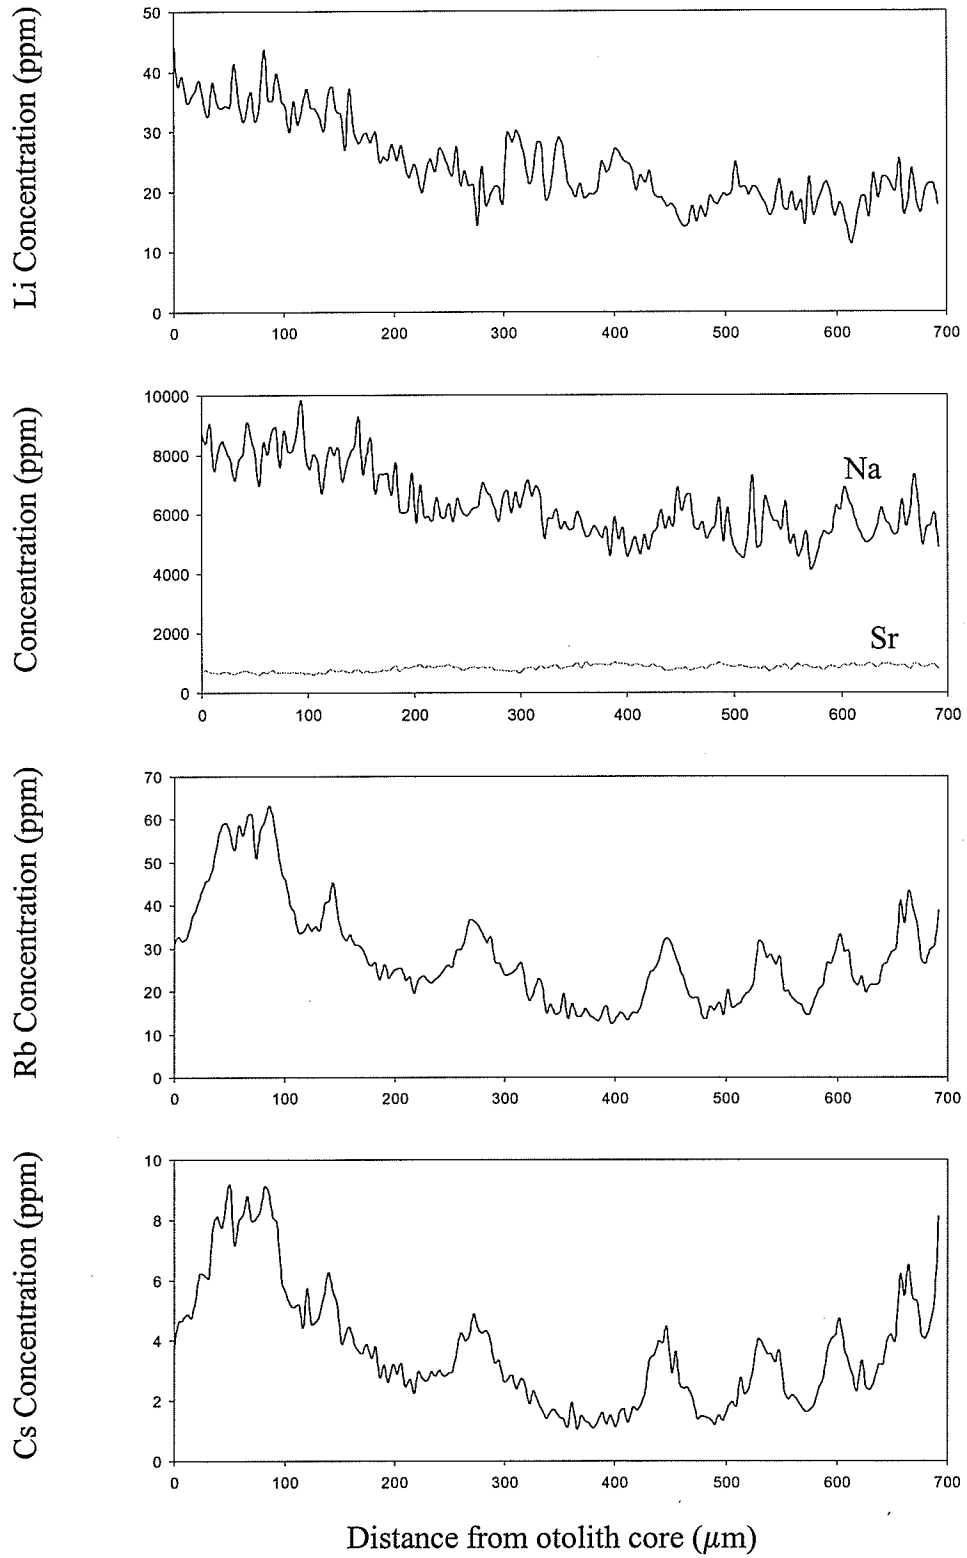 Li Concentration (ppm)
50
40
30
20
10
0
0 100 200 300 400 500 600 700
Concentration (ppm)
10000
8000
6000
4000
2000
0
Na
Sr
0 100 200 300 400 500 600 700
Rb Concentration (ppm)
70
60
50
40
30
20
10
0
0 100 200 300 400 500 600 700
Cs Concentration (ppm)
10
8
6
4
2
0
0 100 200 300 400 500 600 700
Distance from otolith core (µm)